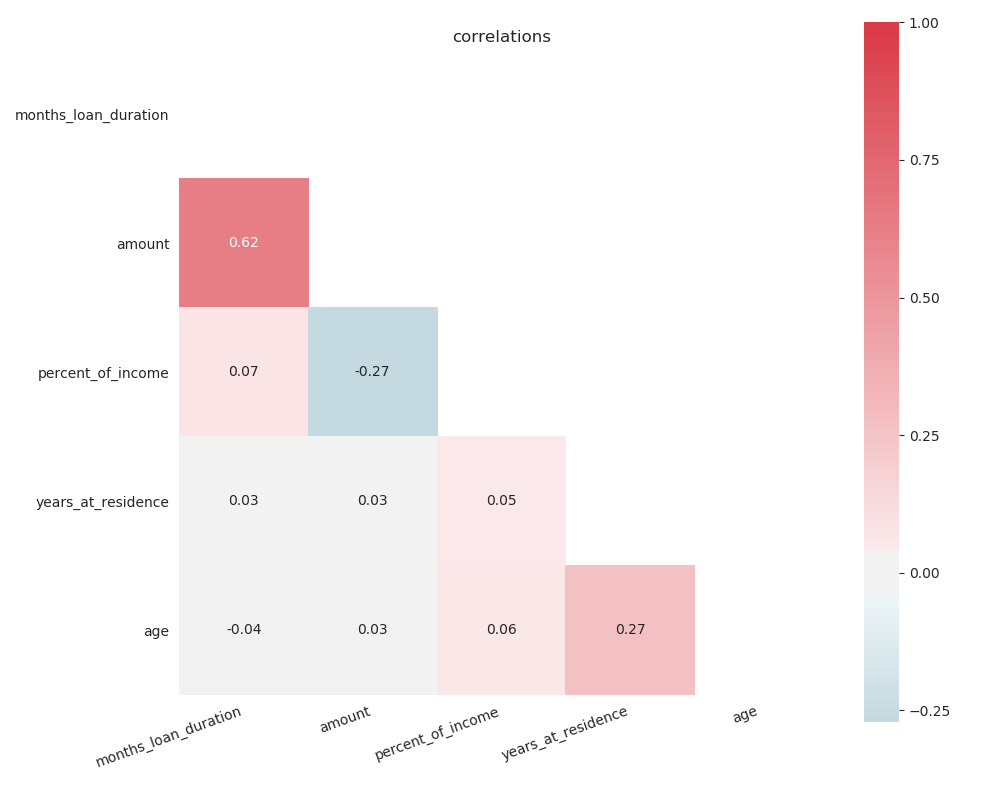 correlations
months_loan_duration
amount
percent_of_income
years_at_residence
age
0.62
0.07 -0.27
0.03 0.03 0.05
-0.04 0.03 0.06 0.27
months_loan_duration amount percent_of_income years_at_residence age
1.00
0.75
0.50
0.25
0.00
−0.25